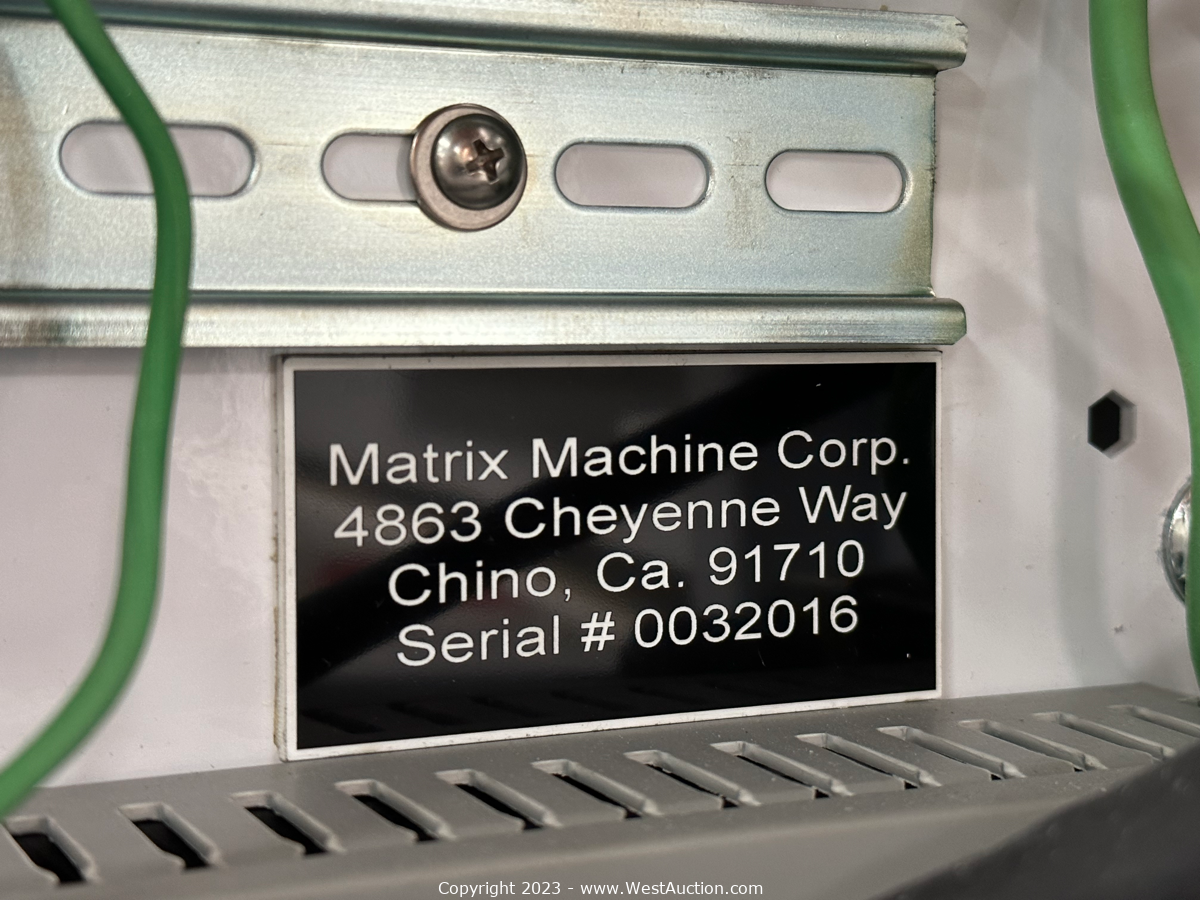 Matrix Machine Corp.
4863 Cheyenne Way
Chino, Ca. 91710
Serial # 0032016
Copyright 2023 - www.WestAuction.com